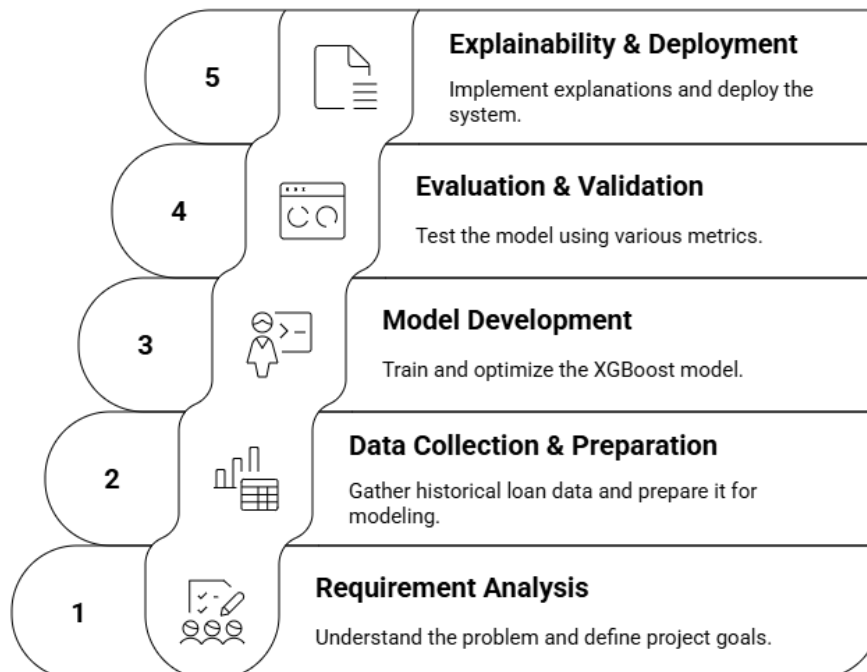 5
Explainability & Deployment
Implement explanations and deploy the
system.
4
Evaluation & Validation
Test the model using various metrics.
3
Model Development
Train and optimize the XGBoost model.
2
Data Collection & Preparation
Gather historical loan data and prepare it for
modeling.
1
Requirement Analysis
Understand the problem and define project goals.